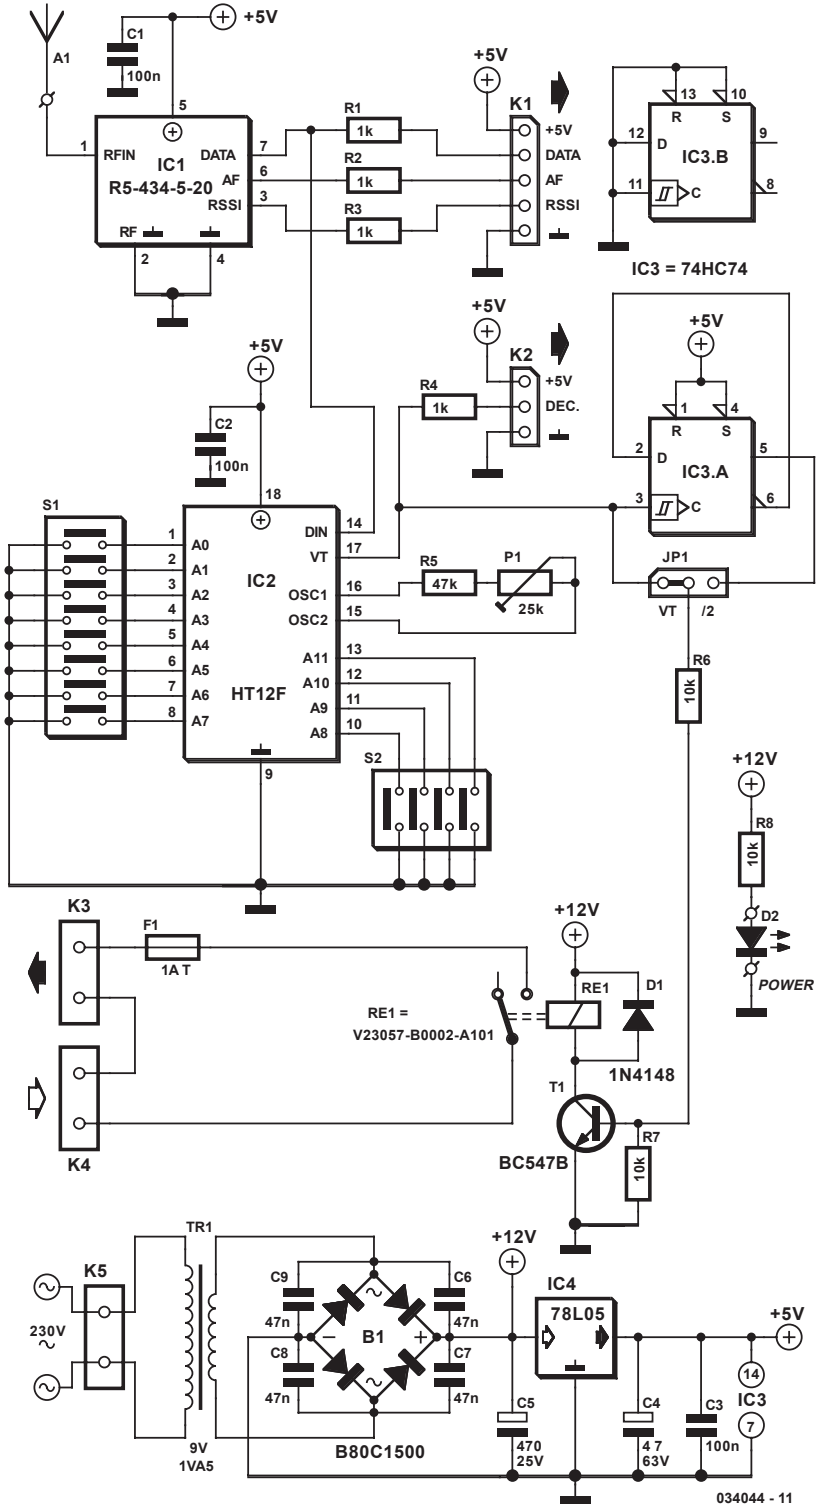 C1
+5V
A1
100n
5
1
RFIN
DATA
7
IC1
R5-434-5-20
AF
6
RSSI
3
RF
2
4
R1
1k
R2
1k
R3
1k
+5V
K1
+5V
DATA
AF
RSSI
13
10
R
S
12
D
9
IC3.B
11
C
8
IC3 = 74HC74
+5V
C2
100n
18
+5V
K2
+5V
DEC.
R4
1k
+5V
1
4
R
S
2
D
5
IC3.A
3
C
6
S1
1
A0
2
A1
3
A2
4
A3
5
A4
6
A5
7
A6
8
A7
IC2
HT12F
DIN
14
VT
17
OSC1
16
OSC2
15
A11
13
A10
12
A9
11
A8
10
9
R5
47k
P1
25k
JP1
VT
/2
R6
10k
S2
+12V
R8
10k
D2
POWER
K3
F1
1A T
K4
RE1 =
V23057-B0002-A101
+12V
RE1
D1
1N4148
T1
BC547B
R7
10k
TR1
K5
230V
~
9V
1VA5
C9
47n
C6
47n
~
−
B1
+
C8
47n
C7
47n
~
B80C1500
+12V
IC4
78L05
+5V
C5
470
25V
C4
4 7
63V
C3
100n
14
IC3
7
034044 - 11